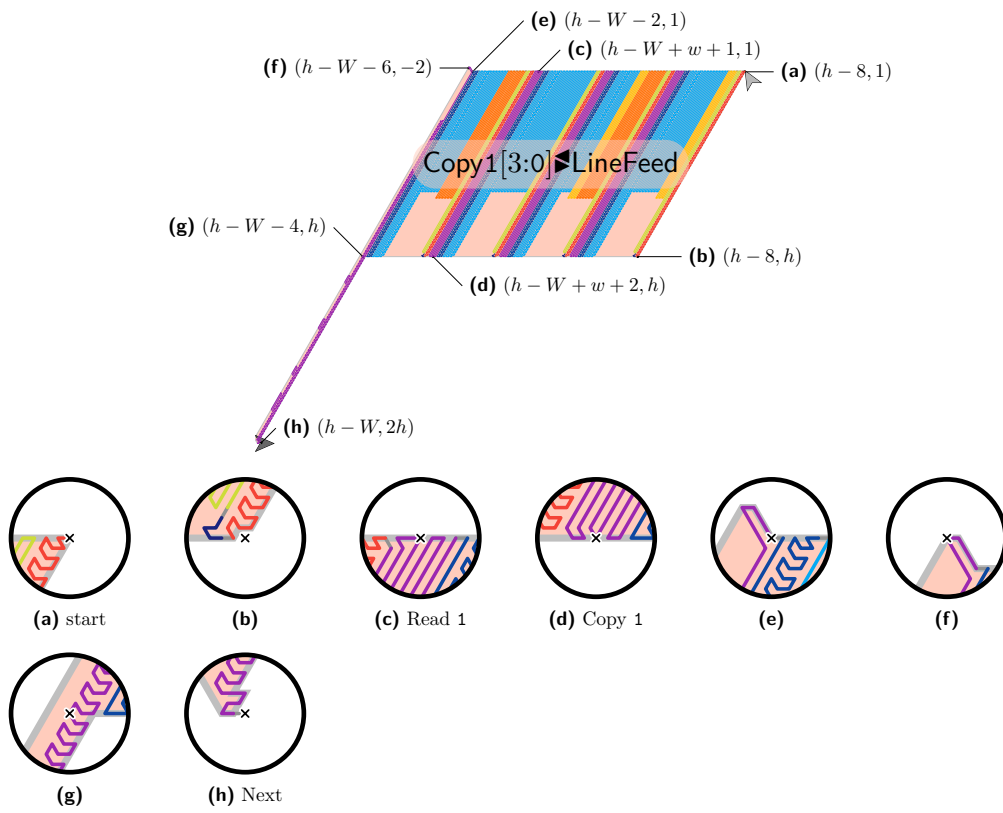 (e) (h − W − 2, 1)
(c) (h − W + w + 1, 1)
(f) (h − W − 6, −2)
(a) (h − 8, 1)
Copy1[3:0] LineFeed
(g) (h − W − 4, h)
(b) (h − 8, h)
(d) (h − W + w + 2, h)
(h) (h − W, 2h)
(a) start
(b)
(c) Read 1
(d) Copy 1
(e)
(f)
(g)
(h) Next